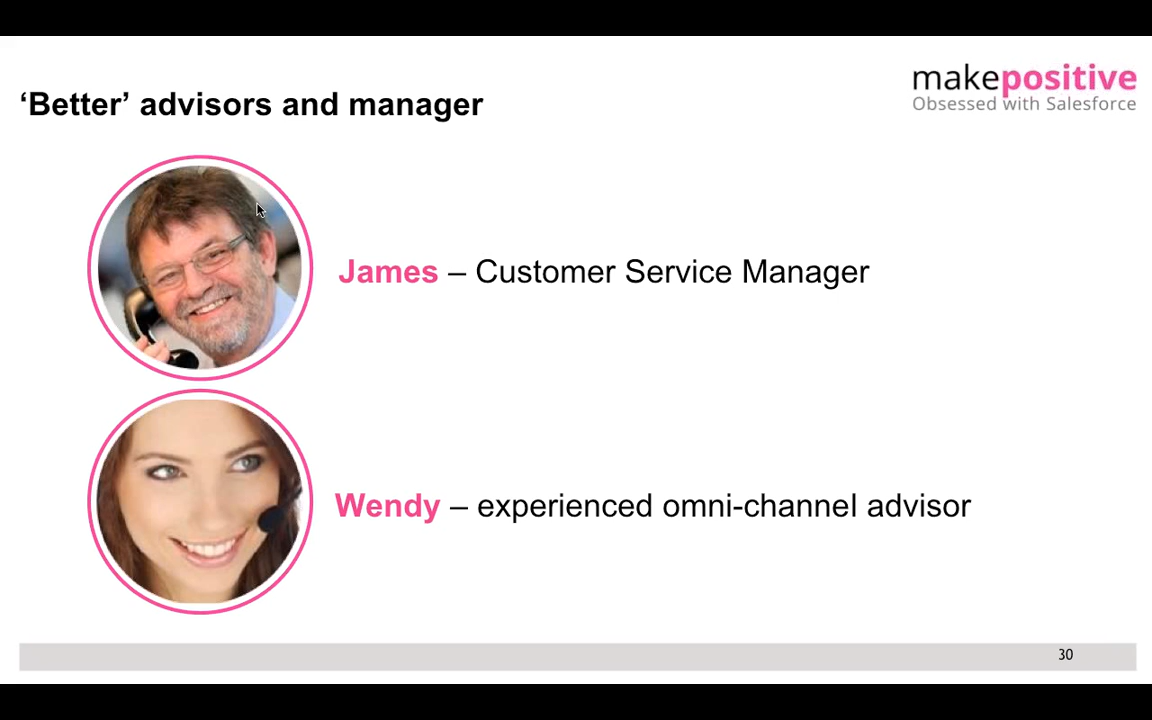 makepositive
Obsessed with Salesforce
‘Better’ advisors and manager
James – Customer Service Manager
Wendy – experienced omni-channel advisor
30